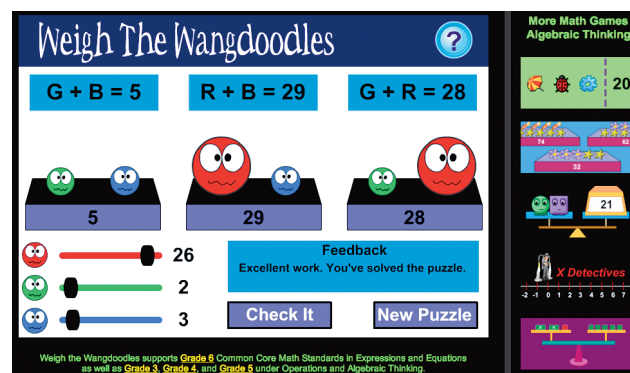 Weigh The Wangdoodles
?
G + B = 5
R + B = 29
G + R = 28
5
29
28
26
2
3
Feedback
Excellent work. You've solved the puzzle.
Check It
New Puzzle
Weigh the Wangdoodles supports Grade 6 Common Core Math Standards in Expressions and Equations
as well as Grade 3, Grade 4, and Grade 5 under Operations and Algebraic Thinking.
More Math Games
Algebraic Thinking
20
74
62
32
21
X Detectives
-2 -1 0 1 2 3 4 5 6 7